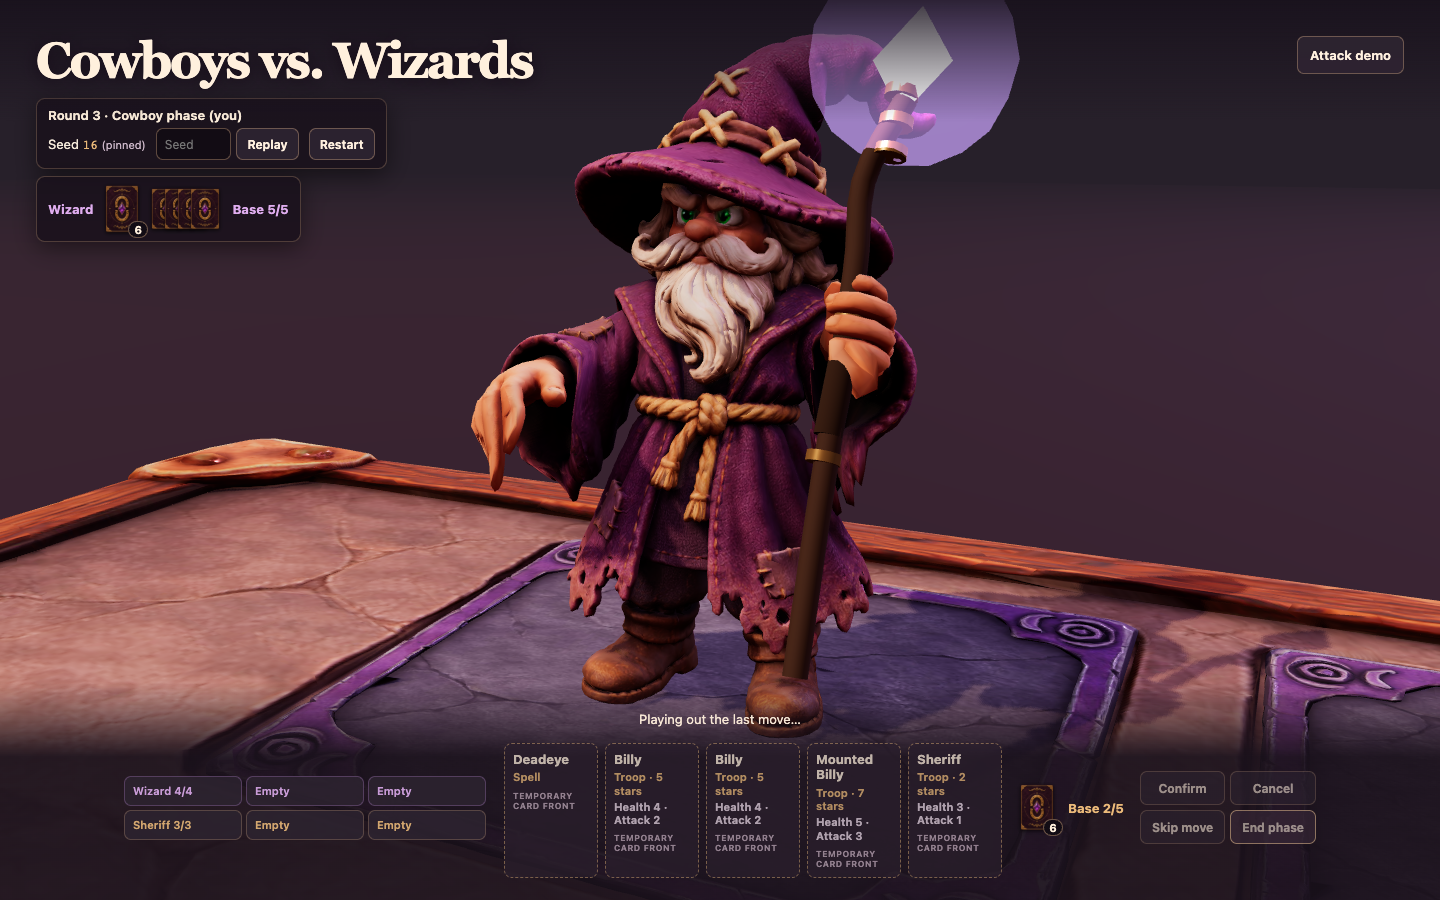 Cowboys vs. Wizards
Attack demo
Round 3 · Cowboy phase (you)
Seed 16 (pinned) Seed Replay Restart
Wizard 6 Base 5/5
Playing out the last move...
Wizard 4/4 Empty Empty
Sheriff 3/3 Empty Empty
Deadeye
Spell
TEMPORARY
CARD FRONT
Billy
Troop · 5
stars
Health 4 ·
Attack 2
TEMPORARY
CARD FRONT
Billy
Troop · 5
stars
Health 4 ·
Attack 2
TEMPORARY
CARD FRONT
Mounted
Billy
Troop · 7
stars
Health 5 ·
Attack 3
TEMPORARY
CARD FRONT
Sheriff
Troop · 2
stars
Health 3 ·
Attack 1
TEMPORARY
CARD FRONT
6 Base 2/5
Confirm Cancel
Skip move End phase